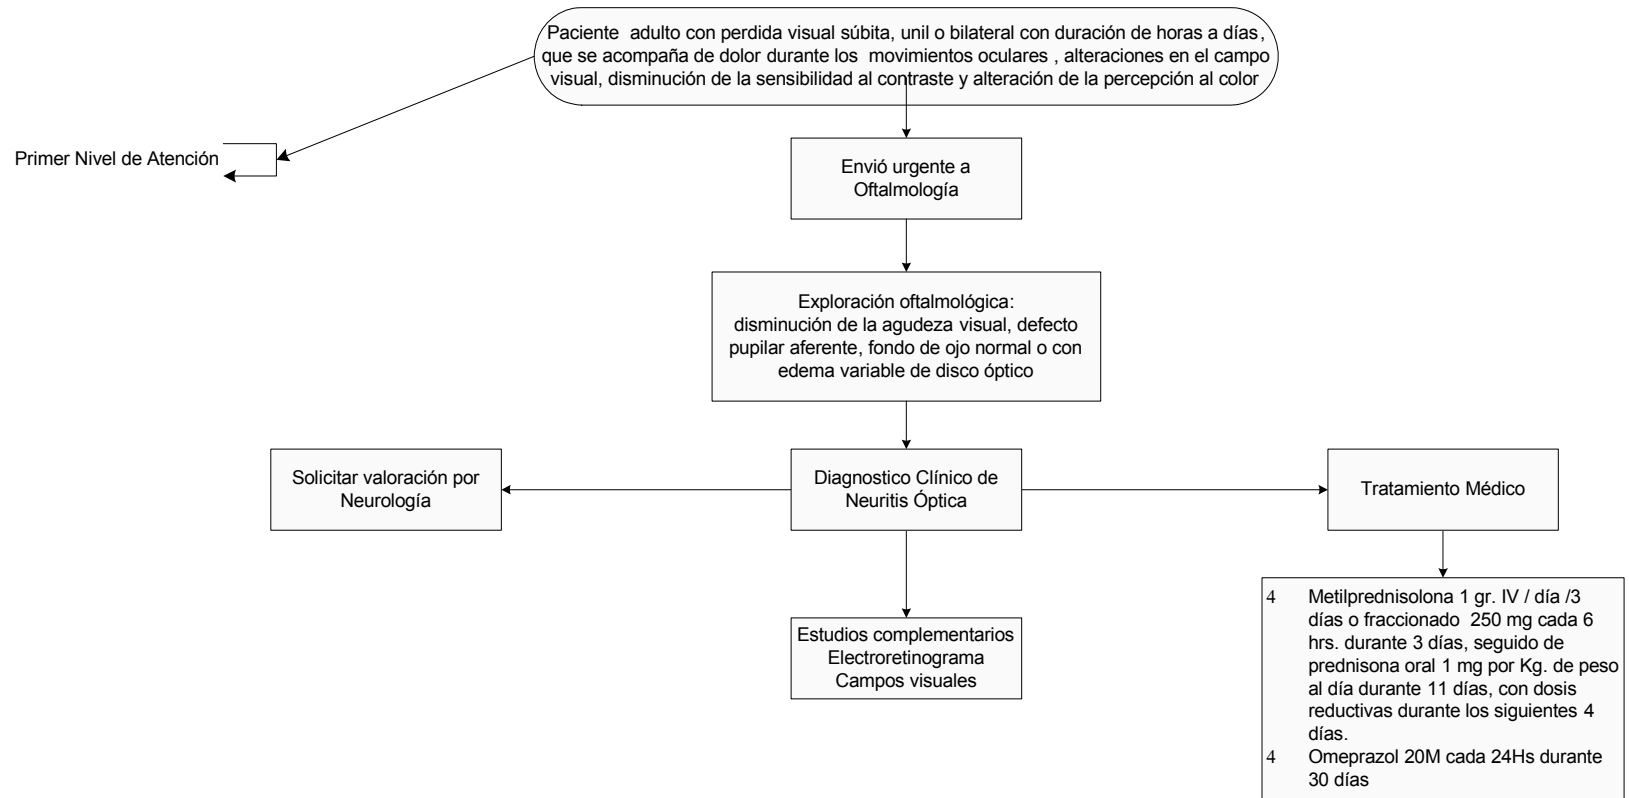 Paciente adulto con perdida visual súbita, unil o bilateral con duración de horas a días,
que se acompaña de dolor durante los movimientos oculares , alteraciones en el campo
visual, disminución de la sensibilidad al contraste y alteración de la percepción al color
Primer Nivel de Atención
Envió urgente a
Oftalmología
Exploración oftalmológica:
disminución de la agudeza visual, defecto
pupilar aferente, fondo de ojo normal o con
edema variable de disco óptico
Solicitar valoración por
Neurología
Diagnostico Clínico de
Neuritis Óptica
Tratamiento Médico
Estudios complementarios
Electroretinograma
Campos visuales
4 Metilprednisolona 1 gr. IV / día /3
días o fraccionado 250 mg cada 6
hrs. durante 3 días, seguido de
prednisona oral 1 mg por Kg. de peso
al día durante 11 días, con dosis
reductivas durante los siguientes 4
días.
4 Omeprazol 20M cada 24Hs durante
30 días